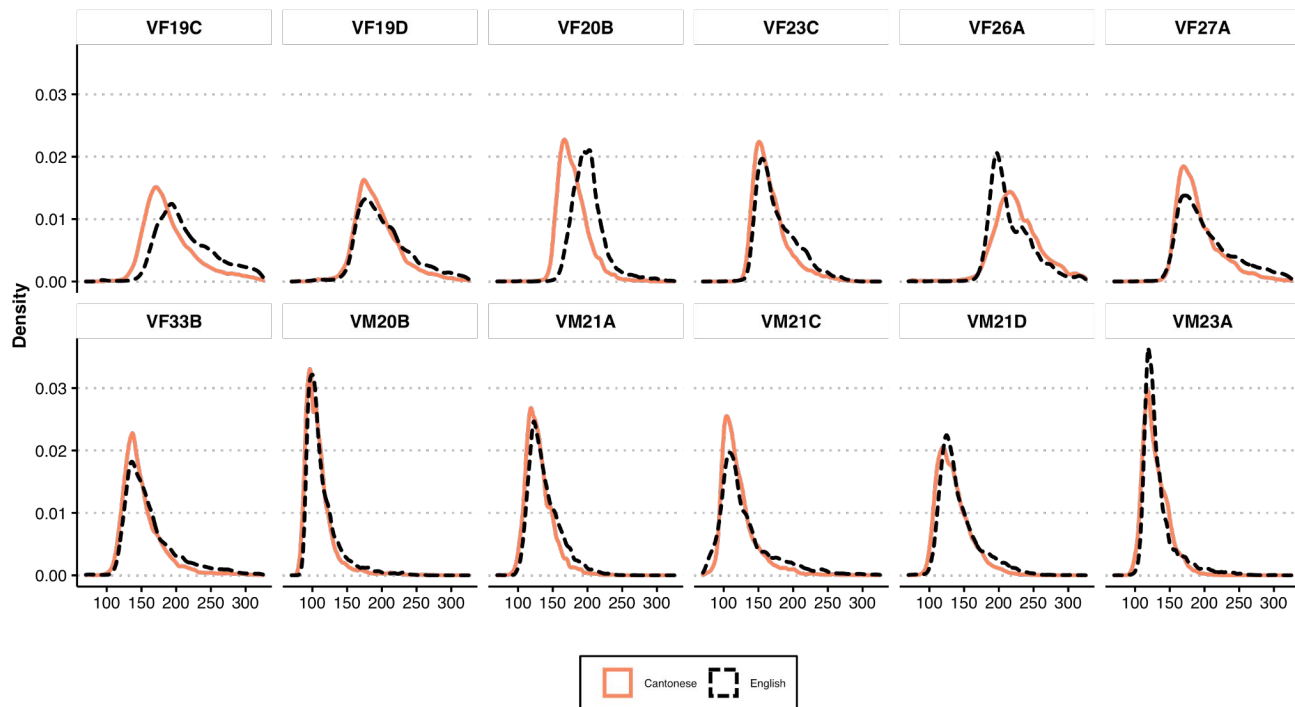 VF19C VF19D VF20B VF23C VF26A VF27A
0.03
0.02
0.01
0.00
Density
VF33B VM20B VM21A VM21C VM21D VM23A
0.03
0.02
0.01
0.00
100 150 200 250 300 100 150 200 250 300 100 150 200 250 300 100 150 200 250 300 100 150 200 250 300 100 150 200 250 300
Cantonese English